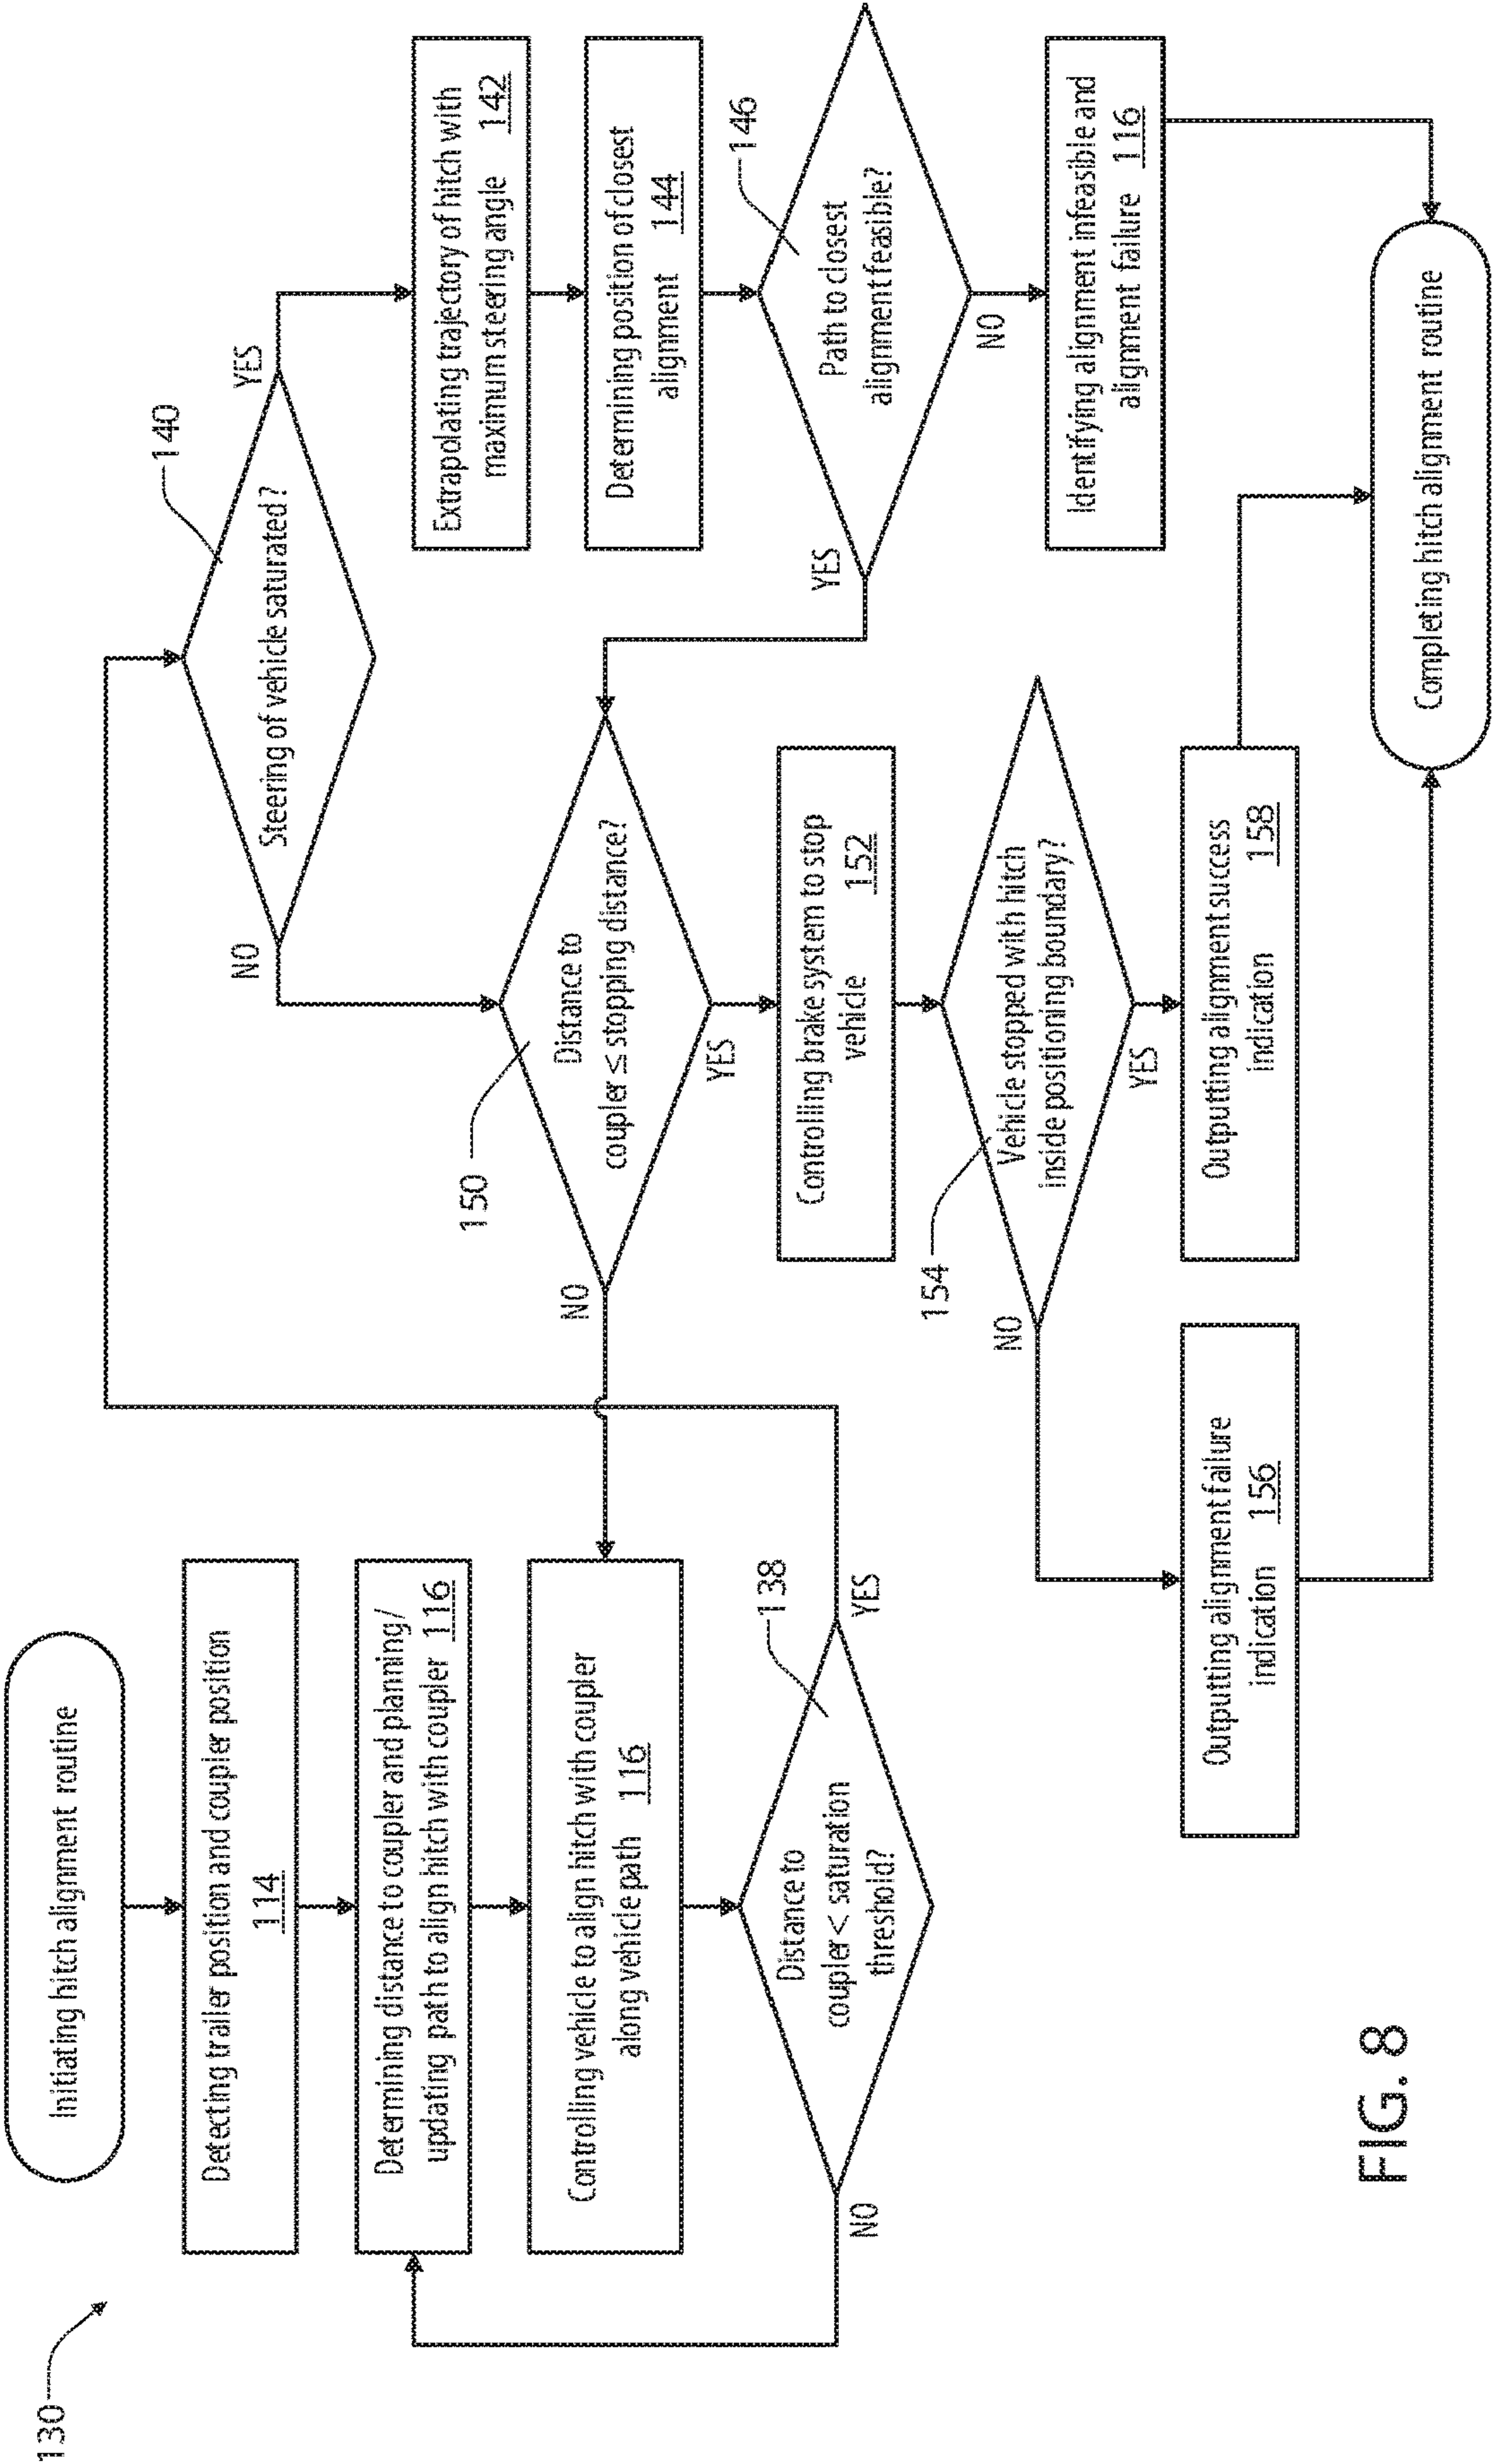 130
Initiating hitch alignment routine
Detecting trailer position and coupler position
114
Determining distance to coupler and planning/
updating path to align hitch with coupler 116
Controlling vehicle to align hitch with coupler
along vehicle path 116
138
Distance to
coupler < saturation
threshold?
NO
YES
140
Steering of vehicle saturated?
NO
YES
Extrapolating trajectory of hitch with
maximum steering angle 142
Determining position of closest
alignment 144
146
Path to closest
alignment feasible?
YES
NO
Identifying alignment infeasible and
alignment failure 116
150
Distance to
coupler ≤ stopping distance?
NO
YES
Controlling brake system to stop
vehicle 152
154
Vehicle stopped with hitch
inside positioning boundary?
NO
YES
Outputting alignment failure
indication 156
Outputting alignment success
indication 158
Completing hitch alignment routine
FIG. 8